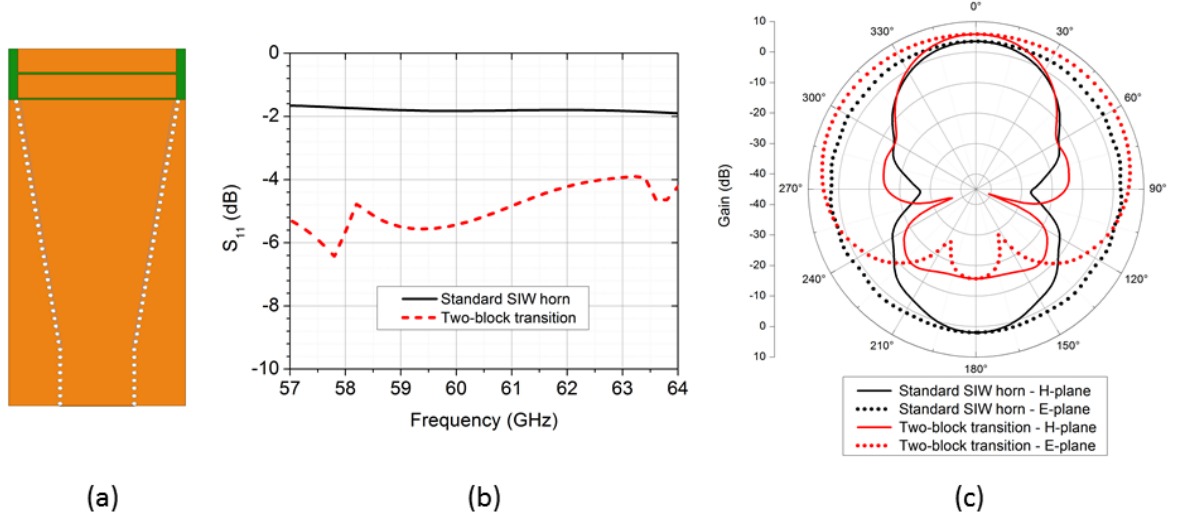 0
-2
-4
-6
-8
-10
S11 (dB)
57 58 59 60 61 62 63 64
Frequency (GHz)
Standard SIW horn
Two-block transition
10
0
-10
-20
-30
-40
-40
-30
-20
-10
0
10
Gain (dB)
0°
30°
60°
90°
120°
150°
180°
210°
240°
270°
300°
330°
Standard SIW horn - H-plane
Standard SIW horn - E-plane
Two-block transition - H-plane
Two-block transition - E-plane
(a)
(b)
(c)